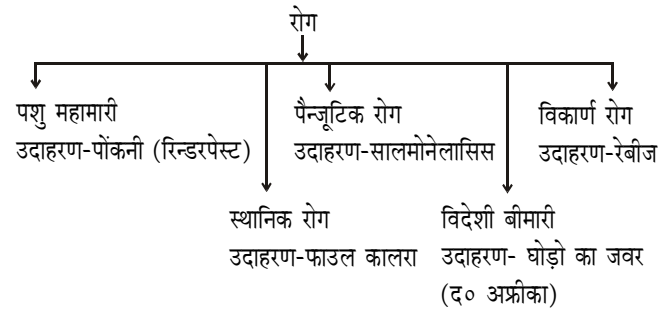 रोग
पशु महामारी
उदाहरण-पोंकनी (रिन्डरपेस्ट)
स्थानिक रोग
उदाहरण-फाउल कालरा
पैन्जूटिक रोग
उदाहरण-सालमोनेलासिस
विदेशी बीमारी
उदाहरण- घोड़ो का जवर
(द० अफ्रीका)
विकार्ण रोग
उदाहरण-रेबीज